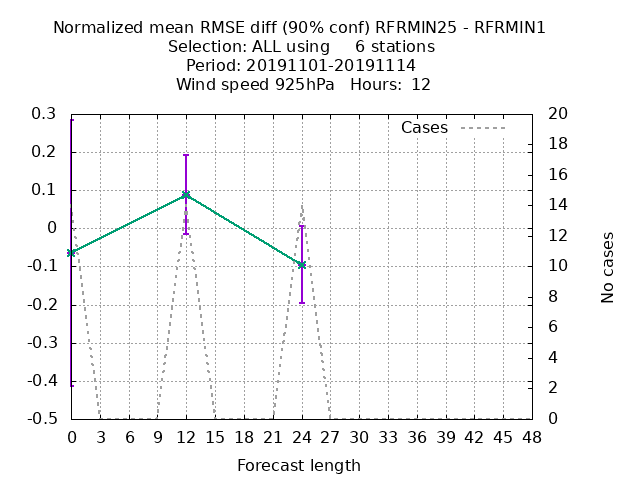 Normalized mean RMSE diff (90% conf) RFRMIN25 - RFRMIN1
Selection: ALL using     6 stations
Period: 20191101-20191114
Wind speed 925hPa   Hours:  12
Cases
0.3
0.2
0.1
0
-0.1
-0.2
-0.3
-0.4
-0.5
20
18
16
14
12
10
8
6
4
2
0
No cases
0 3 6 9 12 15 18 21 24 27 30 33 36 39 42 45 48
Forecast length